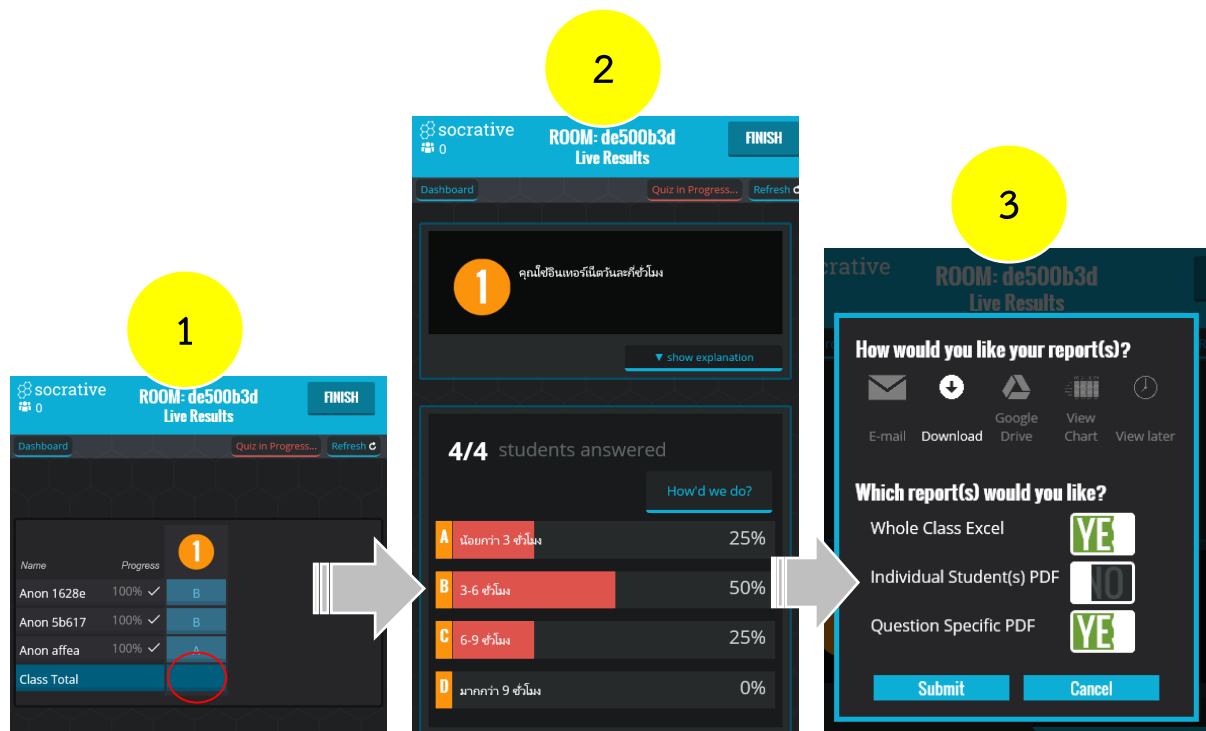 1
socrative
0
ROOM: de500b3d
Live Results
FINISH
Dashboard
Quiz in Progress...
Refresh
1
Name
Progress
Anon 1628e 100% B
Anon 5b617 100% B
Anon affea 100% A
Class Total
2
socrative
0
ROOM: de500b3d
Live Results
FINISH
Dashboard
Quiz in Progress...
Refresh
1
คุณใช้อินเทอร์เน็ตวันละกี่ชั่วโมง
▼ show explanation
4/4 students answered
How'd we do?
A น้อยกว่า 3 ชั่วโมง 25%
B 3-6 ชั่วโมง 50%
C 6-9 ชั่วโมง 25%
D มากกว่า 9 ชั่วโมง 0%
3
rative
ROOM: de500b3d
Live Results
How would you like your report(s)?
E-mail
Download
Google
Drive
View
Chart
View later
Which report(s) would you like?
Whole Class Excel YE
Individual Student(s) PDF NO
Question Specific PDF YE
Submit
Cancel